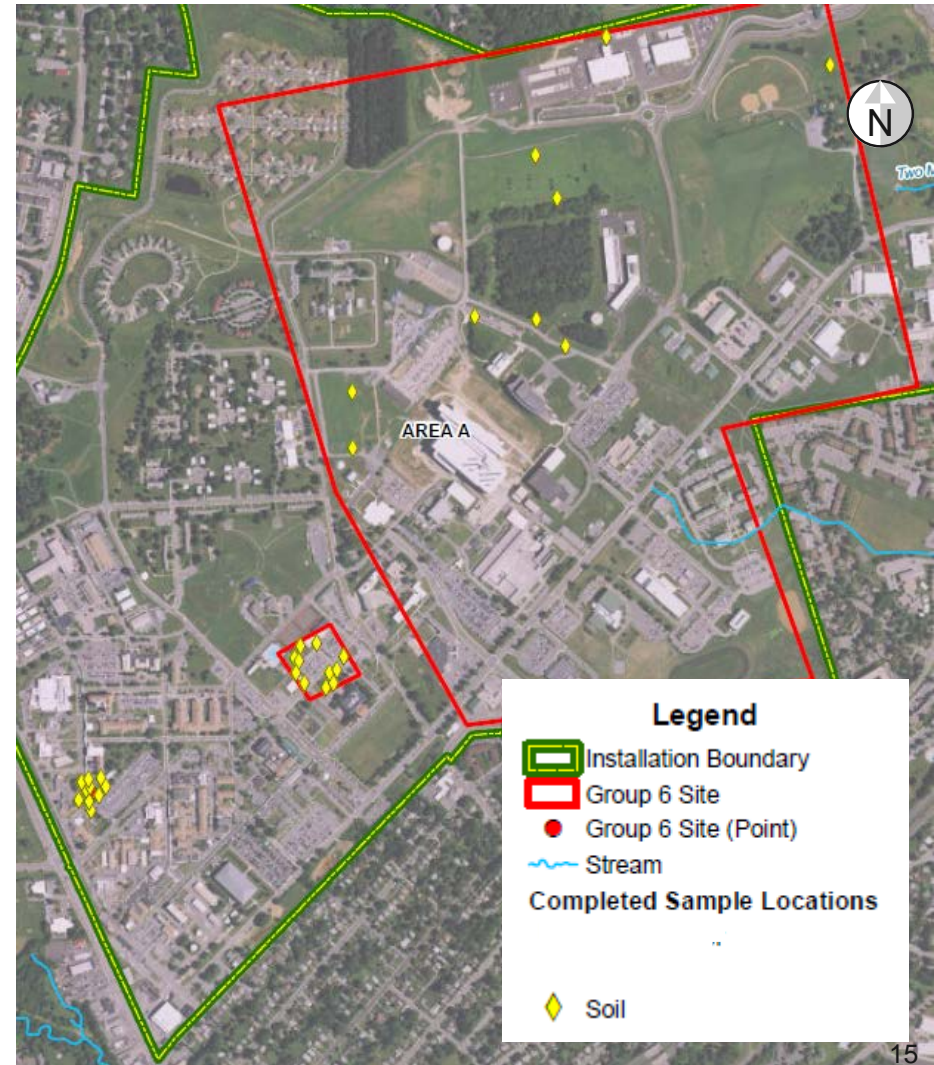 N
Two M
AREA A
Legend
Installation Boundary
Group 6 Site
Group 6 Site (Point)
Stream
Completed Sample Locations
Soil
15